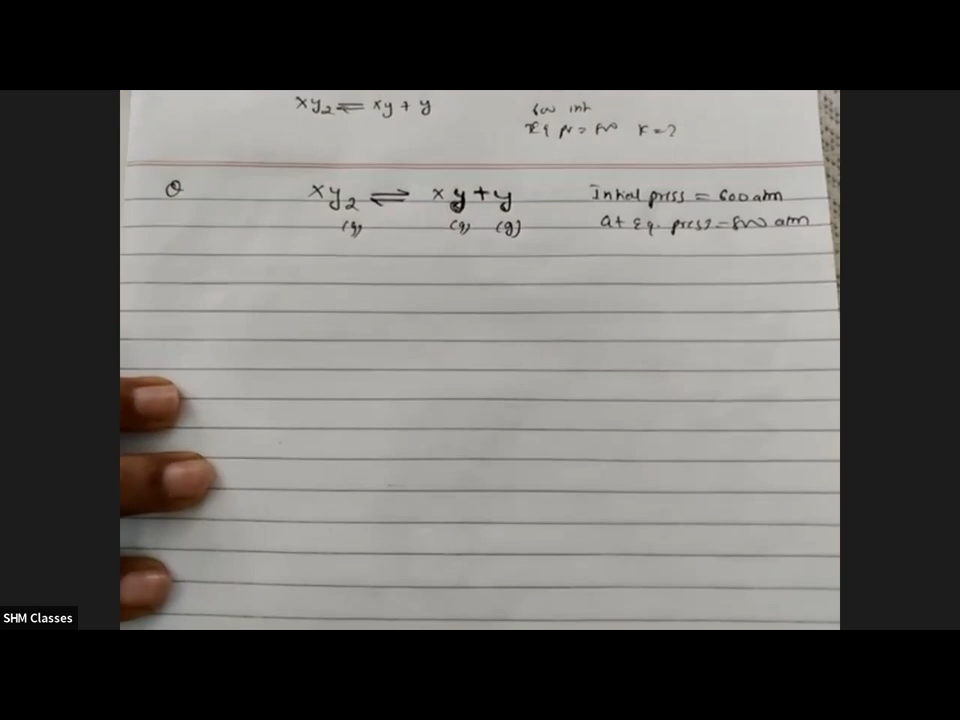 xy2 ⇌ xy + y
600 int
Eq pr = 800 K = ?
Q xy2 ⇌ xy + y Initial press = 600 atm
(g) (g) (g) at Eq. press = 800 atm
SHM Classes